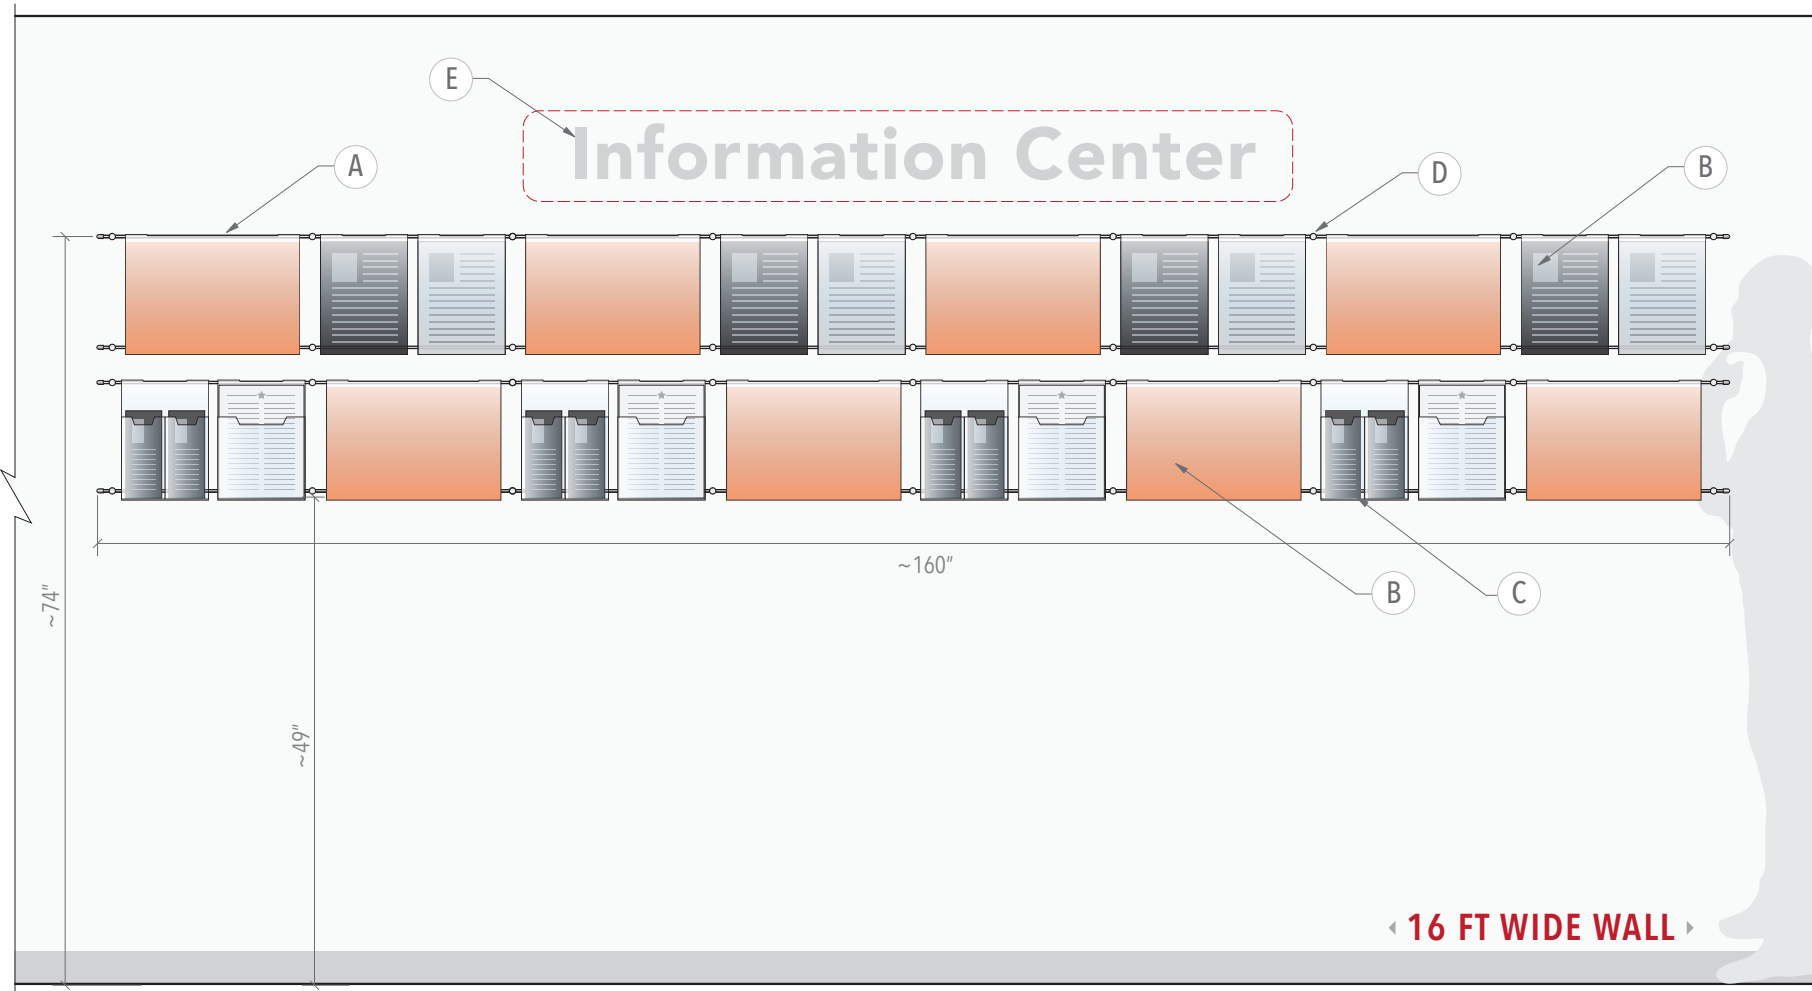 E
Information Center
A
D
B
~160"
~74"
B
C
~49"
16 FT WIDE WALL